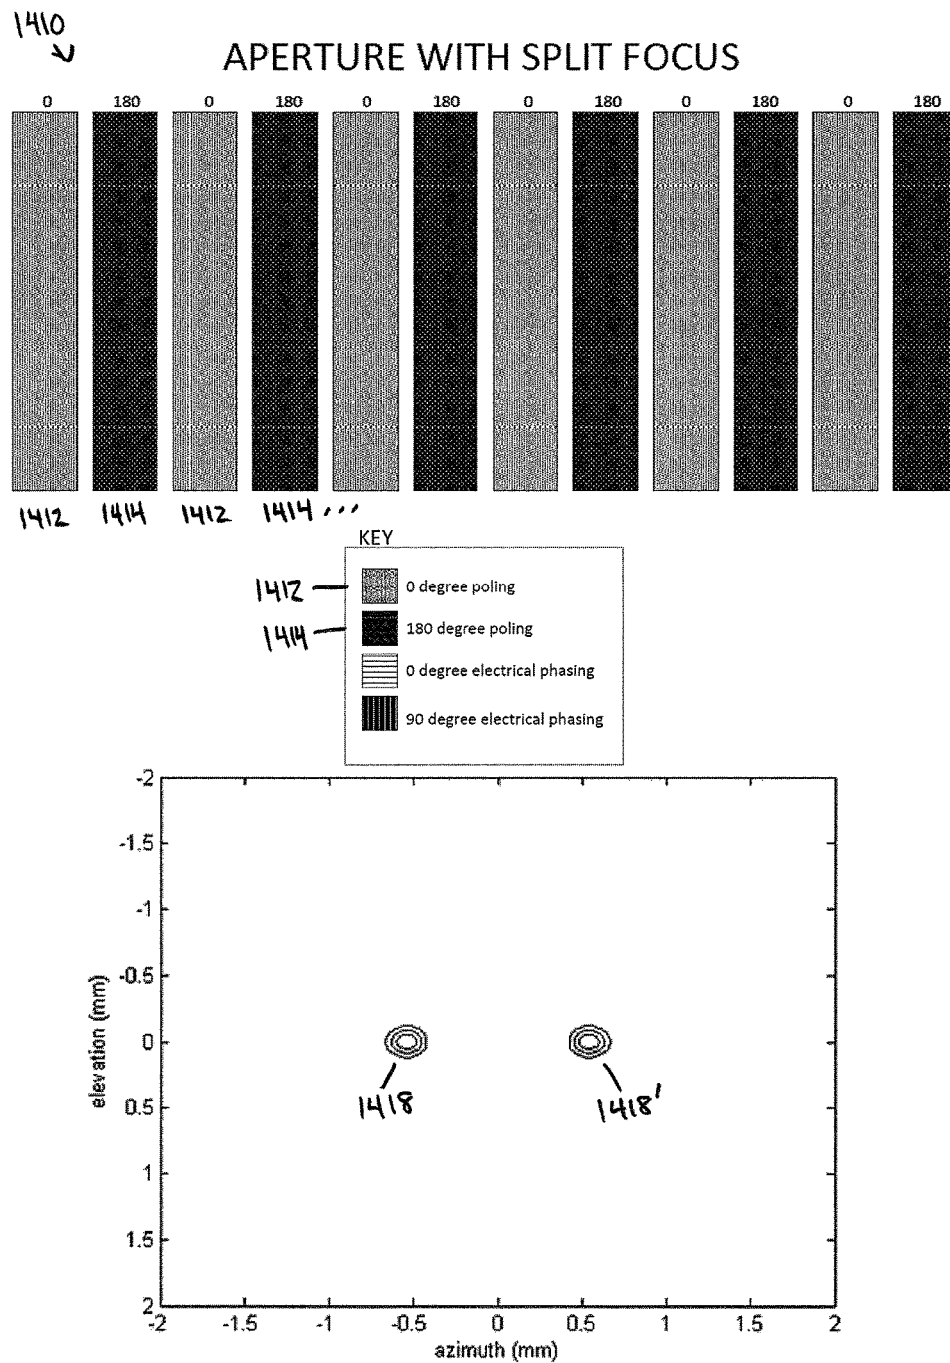 1410
APERTURE WITH SPLIT FOCUS
0 180 0 180 0 180 0 180 0 180 0 180
1412 1414 1412 1414 ...
KEY
1412 0 degree poling
1414 180 degree poling
0 degree electrical phasing
90 degree electrical phasing
-2
-1.5
-1
-0.5
elevation (mm)
0
1418 1418'
0.5
1
1.5
2
-2 -1.5 -1 -0.5 0 0.5 1 1.5 2
azimuth (mm)